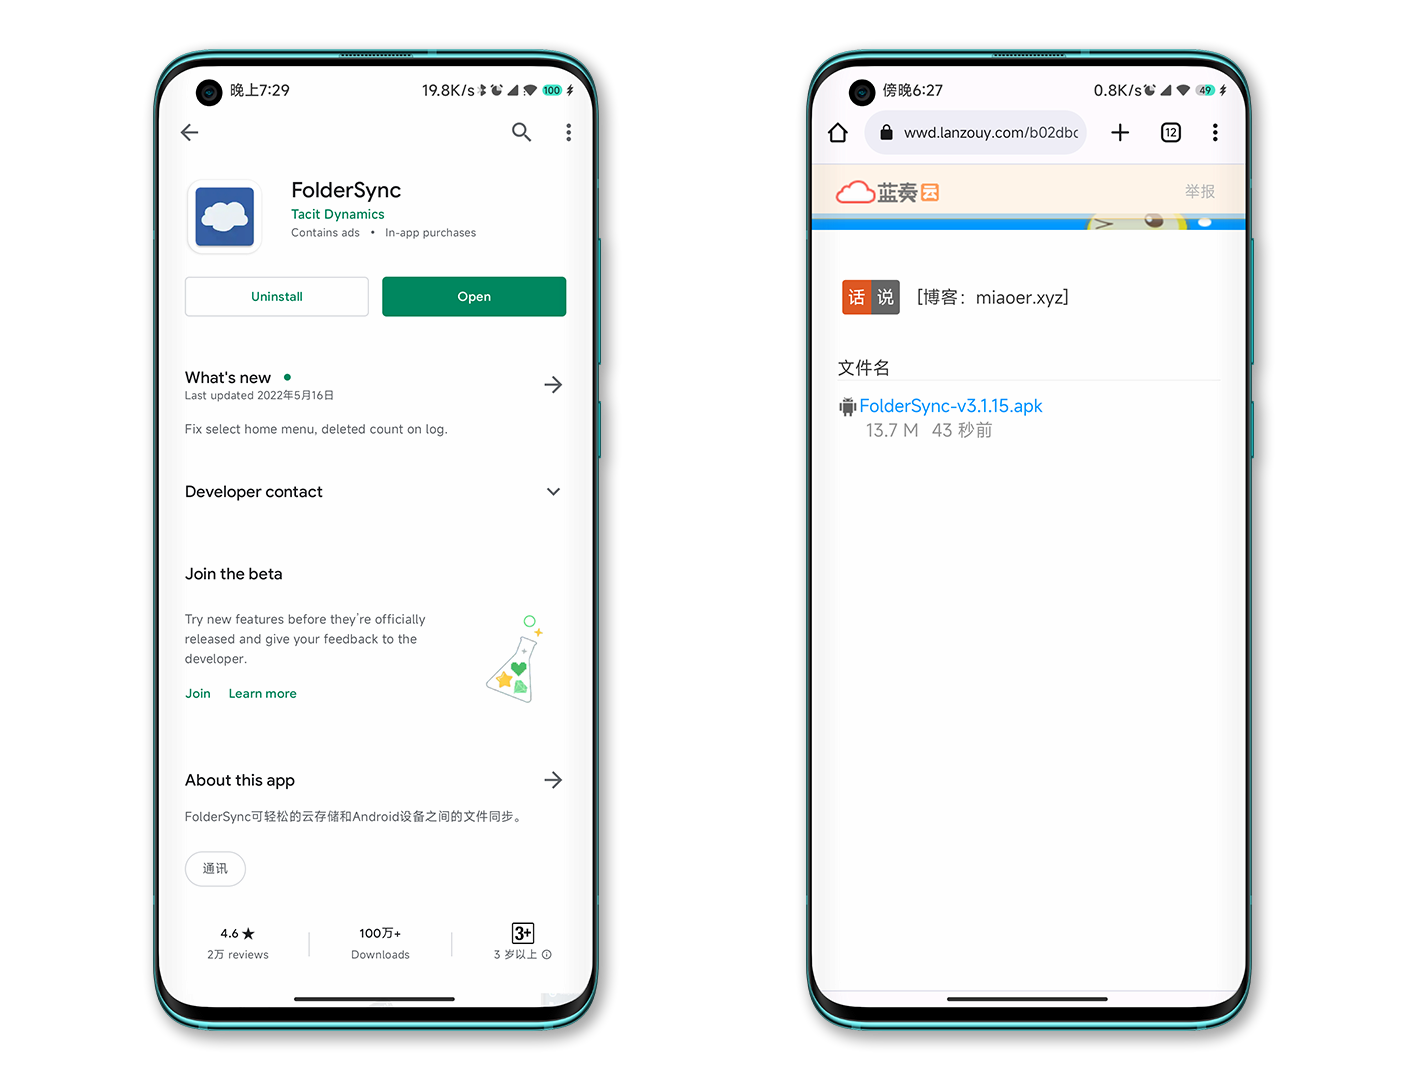 晚上7:29
19.8K/s
100
FolderSync
Tacit Dynamics
Contains ads • In-app purchases
Uninstall
Open
What's new
Last updated 2022年5月16日
Fix select home menu, deleted count on log.
Developer contact
Join the beta
Try new features before they're officially
released and give your feedback to the
developer.
Join
Learn more
About this app
FolderSync可轻松的云存储和Android设备之间的文件同步。
通讯
4.6★
2万 reviews
100万+
Downloads
3+
3 岁以上
傍晚6:27
0.8K/s
49
wwd.lanzouy.com/b02dbc
12
蓝奏云
举报
话说
[博客：miaoer.xyz]
文件名
FolderSync-v3.1.15.apk
13.7 M 43 秒前